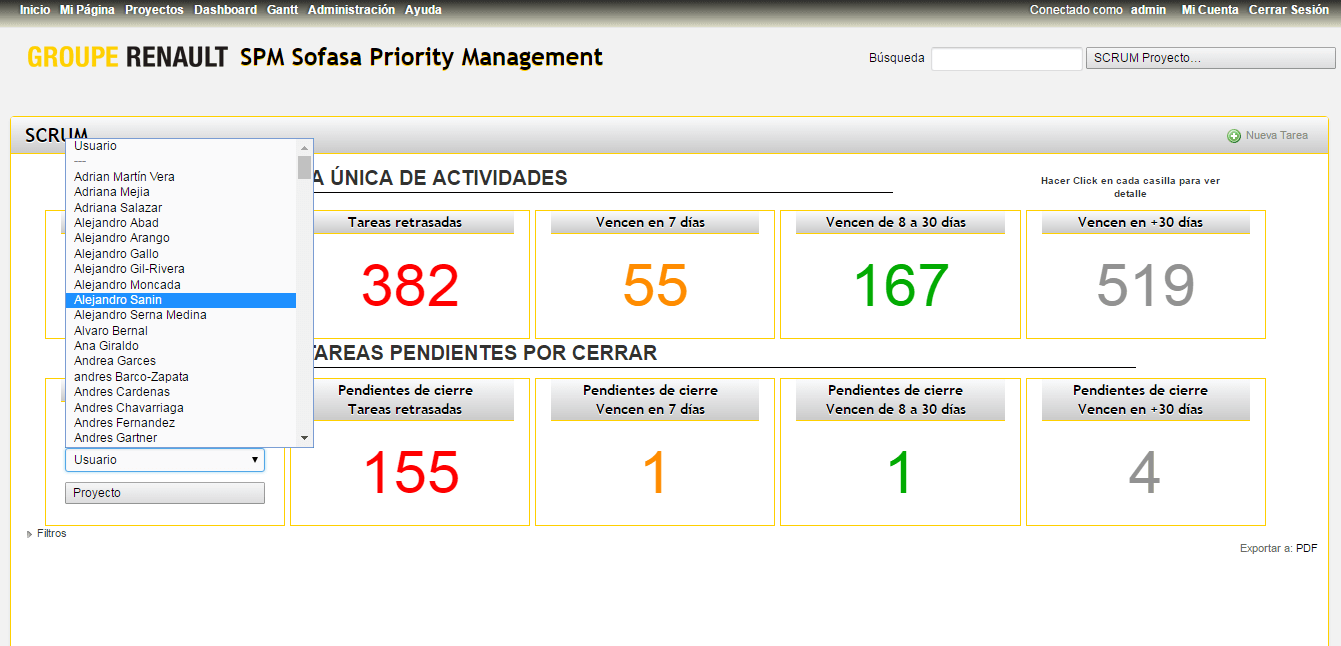 Inicio Mi Página Proyectos Dashboard Gantt Administración Ayuda
Conectado como admin Mi Cuenta Cerrar Sesión
GROUPE RENAULT SPM Sofasa Priority Management
Búsqueda
SCRUM Proyecto...
SCRUM
Nueva Tarea
A ÚNICA DE ACTIVIDADES
Hacer Click en cada casilla para ver
detalle
Tareas retrasadas
382
Vencen en 7 días
55
Vencen de 8 a 30 días
167
Vencen en +30 días
519
TAREAS PENDIENTES POR CERRAR
Pendientes de cierre
Tareas retrasadas
155
Pendientes de cierre
Vencen en 7 días
1
Pendientes de cierre
Vencen de 8 a 30 días
1
Pendientes de cierre
Vencen en +30 días
4
Usuario
---
Adrian Martín Vera
Adriana Mejia
Adriana Salazar
Alejandro Abad
Alejandro Arango
Alejandro Gallo
Alejandro Gil-Rivera
Alejandro Moncada
Alejandro Sanin
Alejandro Serna Medina
Alvaro Bernal
Ana Giraldo
Andrea Garces
andres Barco-Zapata
Andres Cardenas
Andres Chavarriaga
Andres Fernandez
Andres Gartner
Usuario
Proyecto
Filtros
Exportar a: PDF